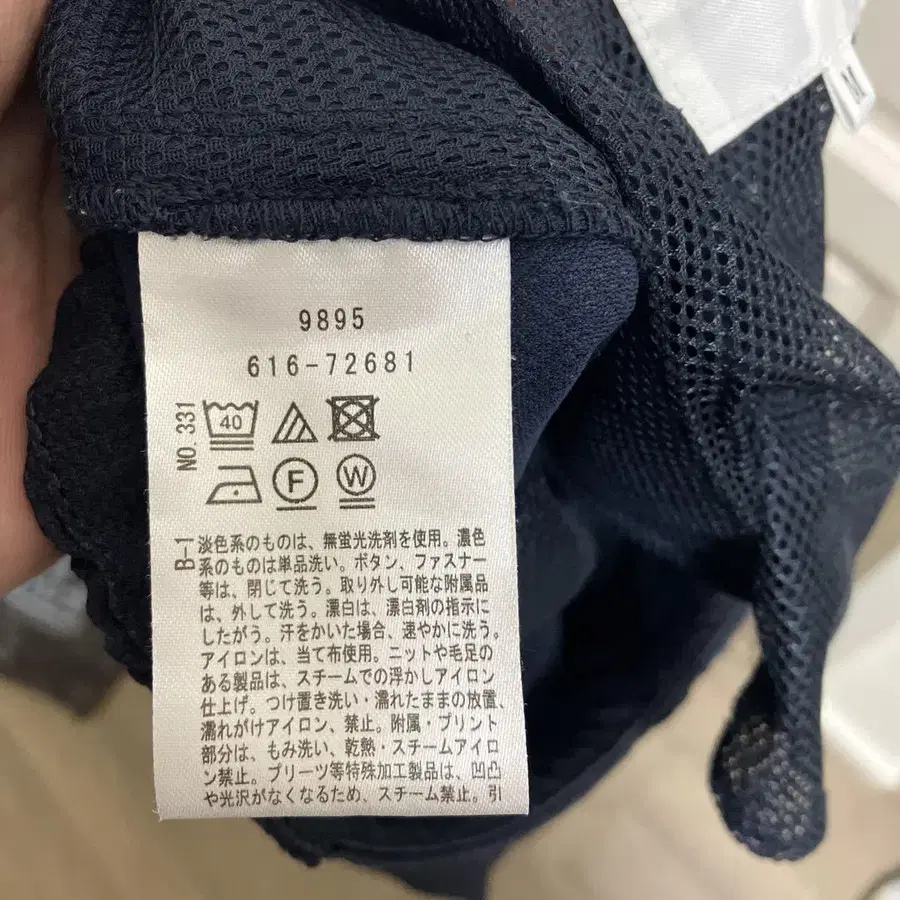 M
9895
616-72681
NO. 331
40
F
W
B-1
淡色系のものは、無蛍光洗剤を使用。濃色
系のものは単品洗い。ボタン、ファスナー
等は、閉じて洗う。取り外し可能な附属品
は、外して洗う。漂白は、漂白剤の指示に
したがう。汗をかいた場合、速やかに洗う。
アイロンは、当て布使用。ニットや毛足の
ある製品は、スチームでの浮かしアイロン
仕上げ。つけ置き洗い・濡れたままの放置、
濡れがけアイロン、禁止。附属・プリント
部分は、もみ洗い、乾熱・スチームアイロ
ン禁止。プリーツ等特殊加工製品は、凹凸
や光沢がなくなるため、スチーム禁止。引